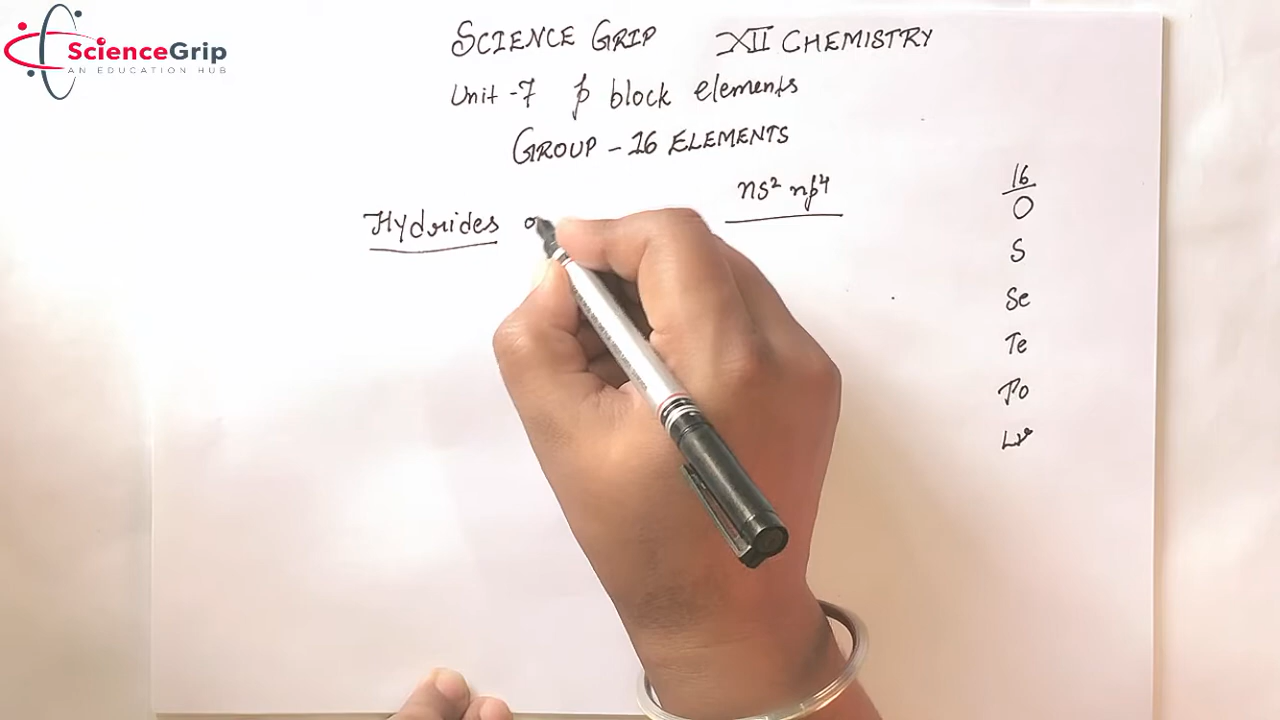 ScienceGrip
AN EDUCATION HUB
SCIENCE GRIP XII CHEMISTRY
Unit -7 p block elements
GROUP - 16 ELEMENTS
ns² np⁴
Hydrides o
16
O
S
Se
Te
Po
Lv